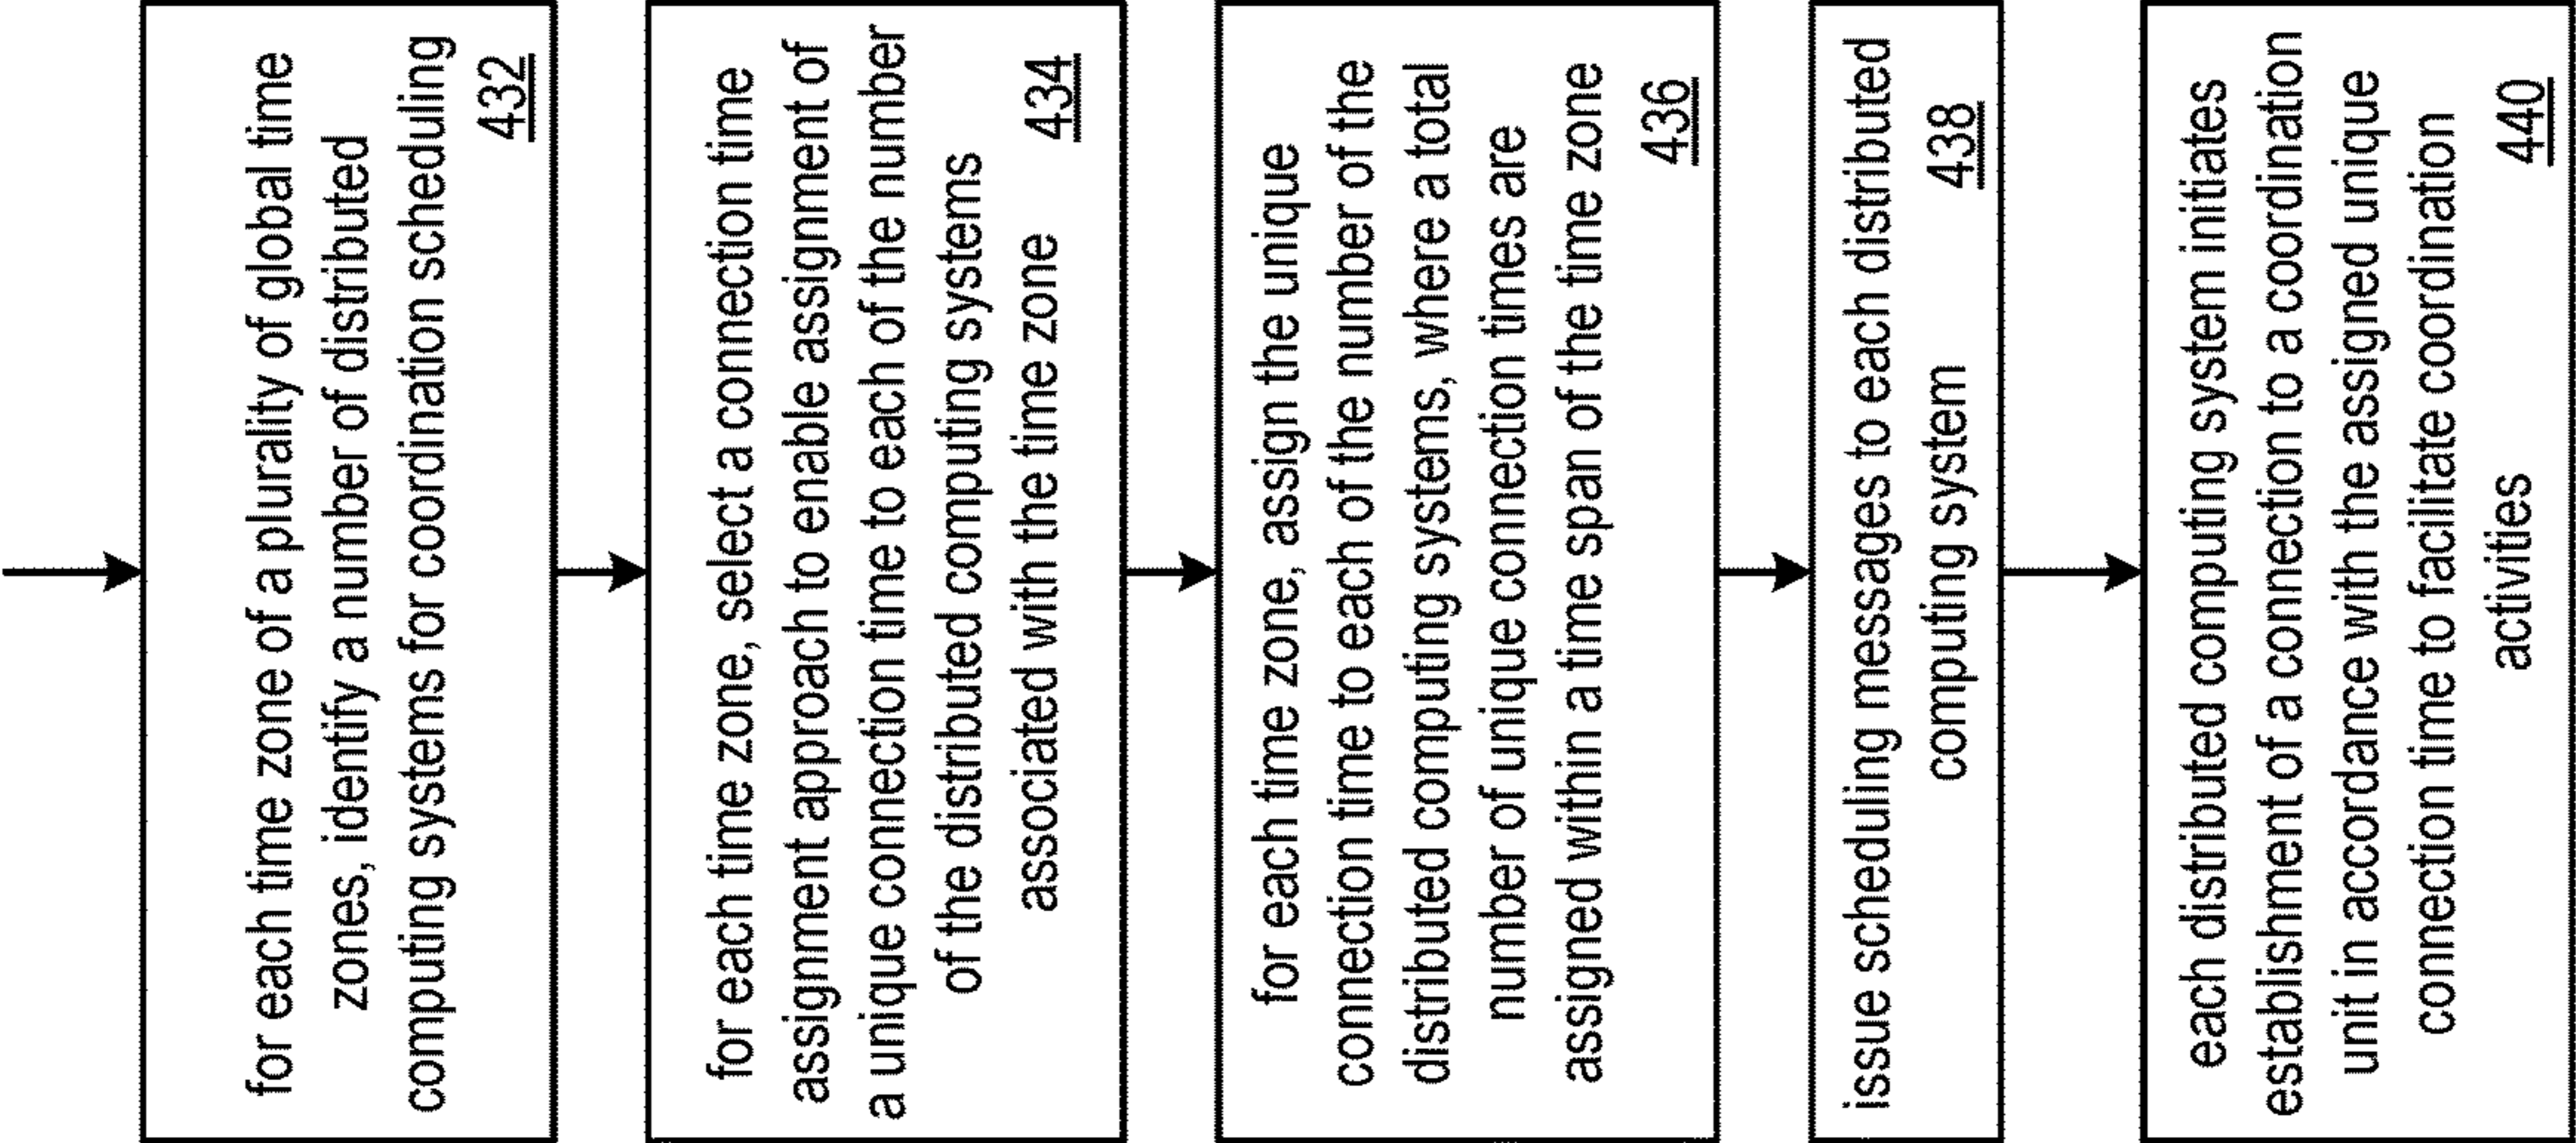 for each time zone of a plurality of global time
zones, identify a number of distributed
computing systems for coordination scheduling
432
for each time zone, select a connection time
assignment approach to enable assignment of
a unique connection time to each of the number
of the distributed computing systems
associated with the time zone
434
for each time zone, assign the unique
connection time to each of the number of the
distributed computing systems, where a total
number of unique connection times are
assigned within a time span of the time zone
436
issue scheduling messages to each distributed
computing system
438
each distributed computing system initiates
establishment of a connection to a coordination
unit in accordance with the assigned unique
connection time to facilitate coordination
activities
440